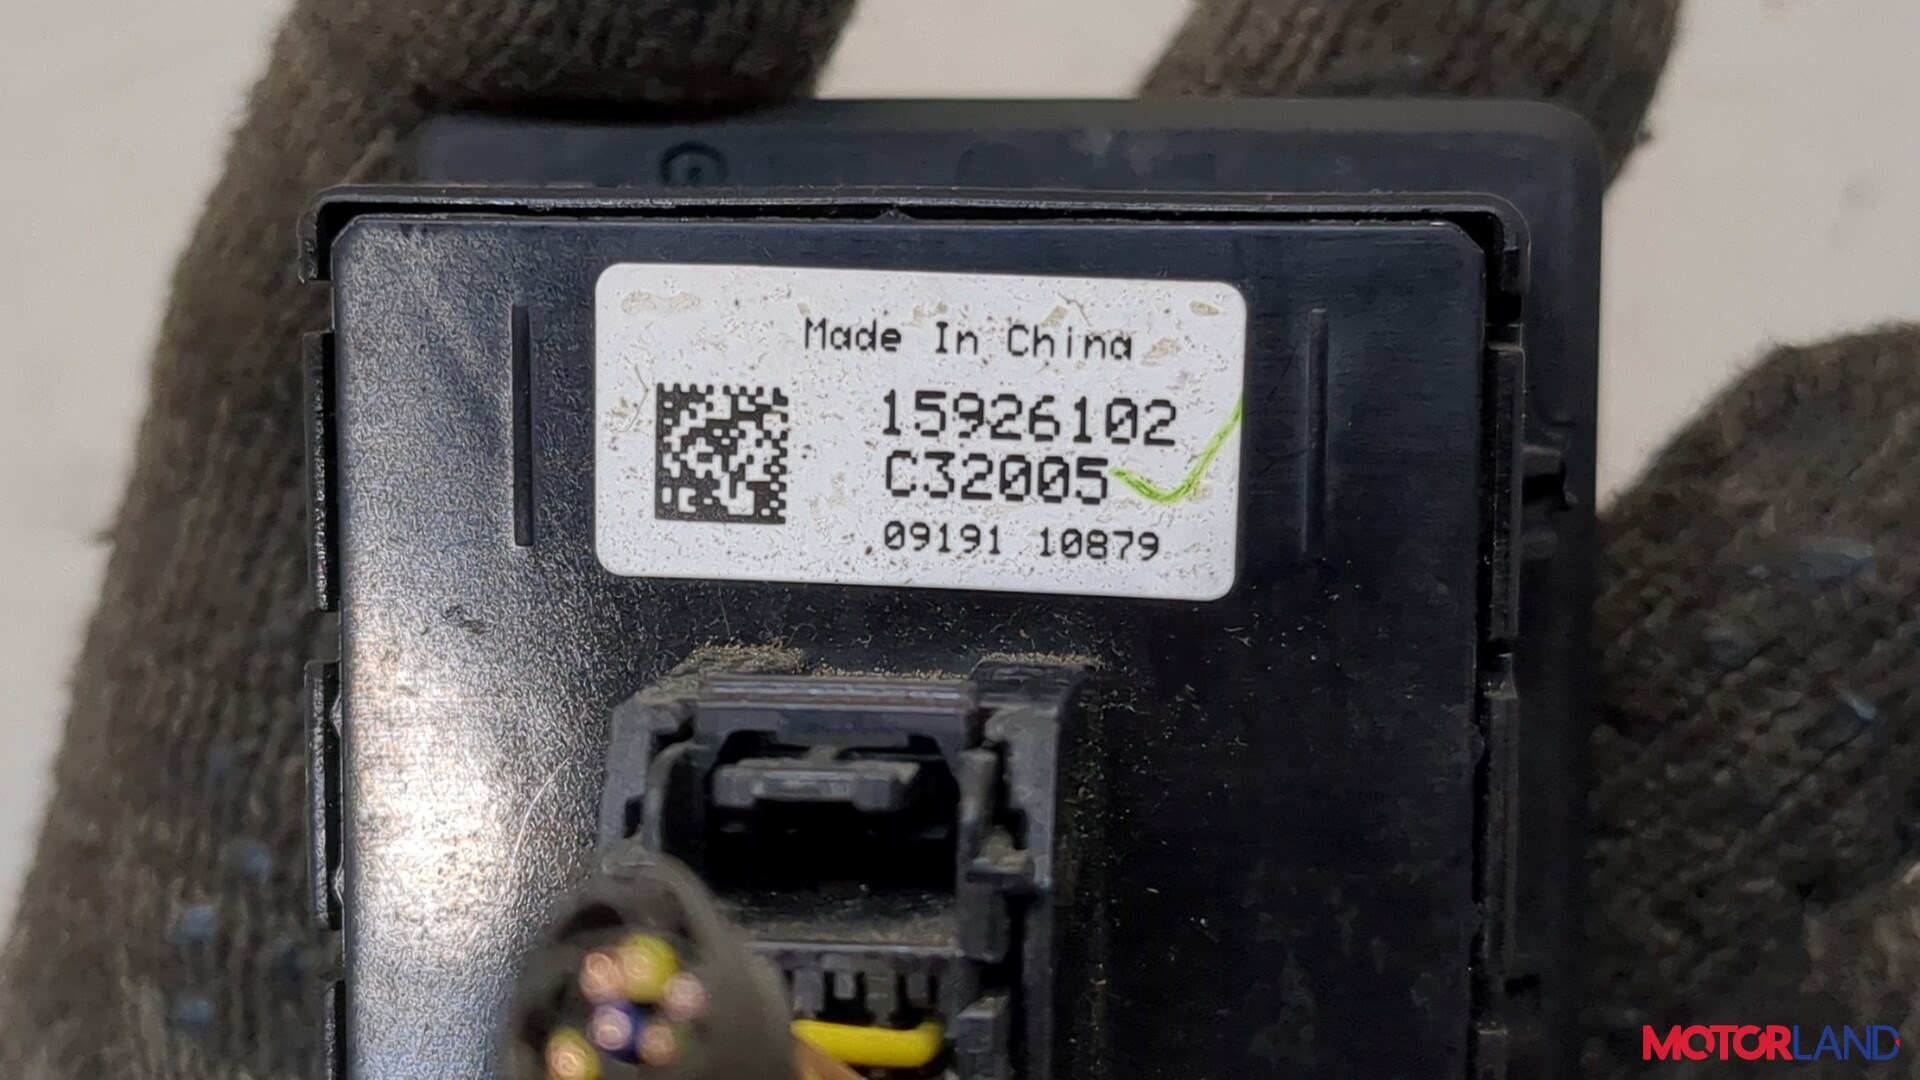 Made In China
15926102
C32005
09191 10879
MOTORLAND